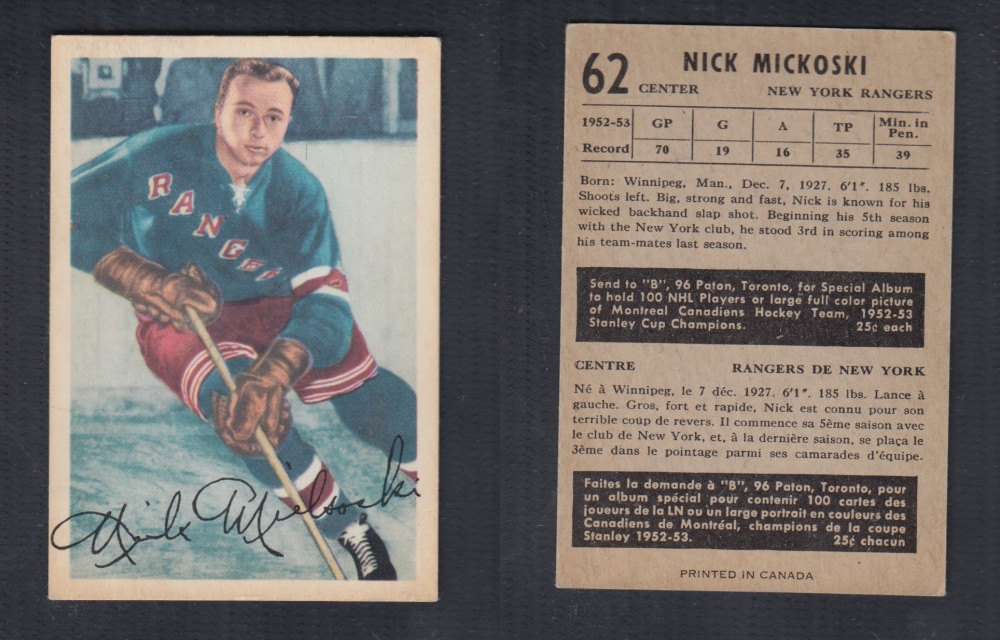 RANGERS
Nick Mickoski
62
NICK MICKOSKI
CENTER NEW YORK RANGERS
1952-53 GP G A TP Min. in Pen.
Record 70 19 16 35 39
Born: Winnipeg, Man., Dec. 7, 1927. 6'1". 185 lbs.
Shoots left. Big, strong and fast, Nick is known for his
wicked backhand slap shot. Beginning his 5th season
with the New York club, he stood 3rd in scoring among
his team-mates last season.
Send to "B", 96 Paton, Toronto, for Special Album
to hold 100 NHL Players or large full color picture
of Montreal Canadiens Hockey Team, 1952-53
Stanley Cup Champions. 25¢ each
CENTRE RANGERS DE NEW YORK
Né à Winnipeg, le 7 déc. 1927. 6'1". 185 lbs. Lance à
gauche. Gros, fort et rapide, Nick est connu pour son
terrible coup de revers. Il commence sa 5ème saison avec
le club de New York, et, à la dernière saison, se plaça le
3ème dans le pointage parmi ses camarades d'équipe.
Faites la demande à "B", 96 Paton, Toronto, pour
un album spécial pour contenir 100 cartes des
joueurs de la LN ou un large portrait en couleurs des
Canadiens de Montréal, champions de la coupe
Stanley 1952-53. 25¢ chacun
PRINTED IN CANADA